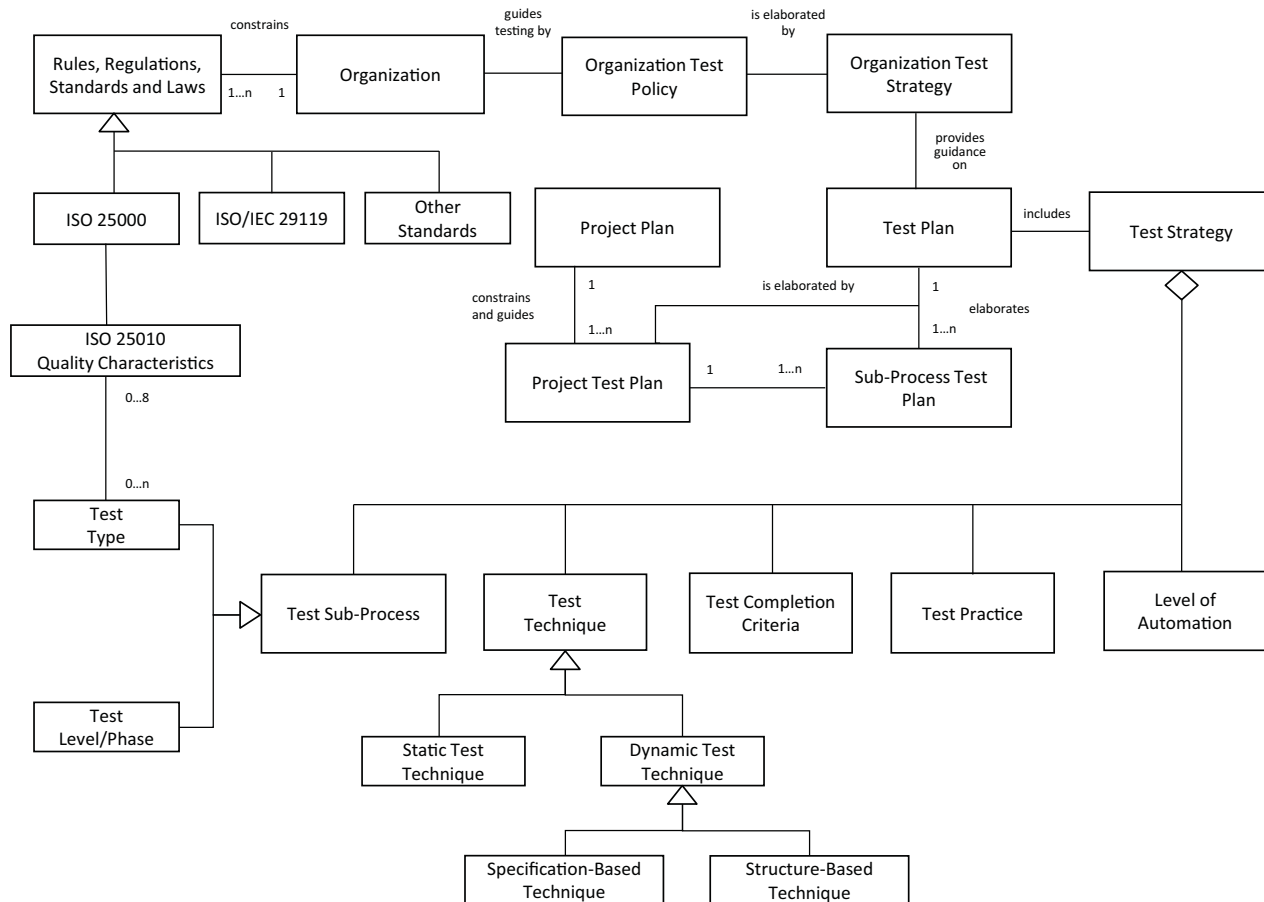 constrains
guides
testing by
is elaborated
by
Rules, Regulations,
Standards and Laws
1...n
1
Organization
Organization Test
Policy
Organization Test
Strategy
provides
guidance
on
ISO 25000
ISO/IEC 29119
Other
Standards
Project Plan
Test Plan
includes
Test Strategy
1
constrains
and guides
1...n
is elaborated by
1
elaborates
1...n
ISO 25010
Quality Characteristics
Project Test Plan
1
1...n
Sub-Process Test
Plan
0...8
0...n
Test
Type
Test Sub-Process
Test
Technique
Test Completion
Criteria
Test Practice
Level of
Automation
Test
Level/Phase
Static Test
Technique
Dynamic Test
Technique
Specification-Based
Technique
Structure-Based
Technique